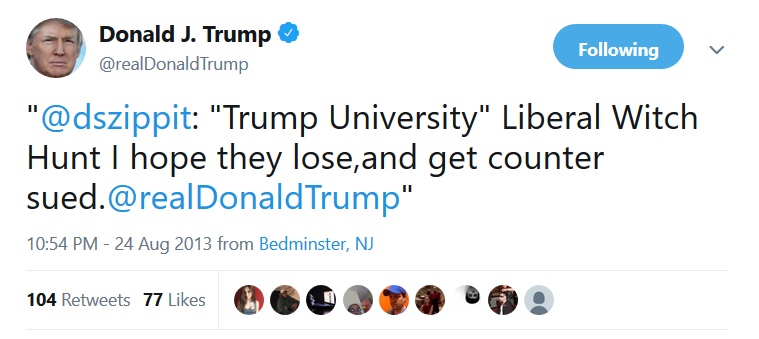 Donald J. Trump
Following
@realDonaldTrump
"@dszippit: "Trump University" Liberal Witch
Hunt I hope they lose,and get counter
sued.@realDonaldTrump"
10:54 PM - 24 Aug 2013 from Bedminster, NJ
104 Retweets 77 Likes